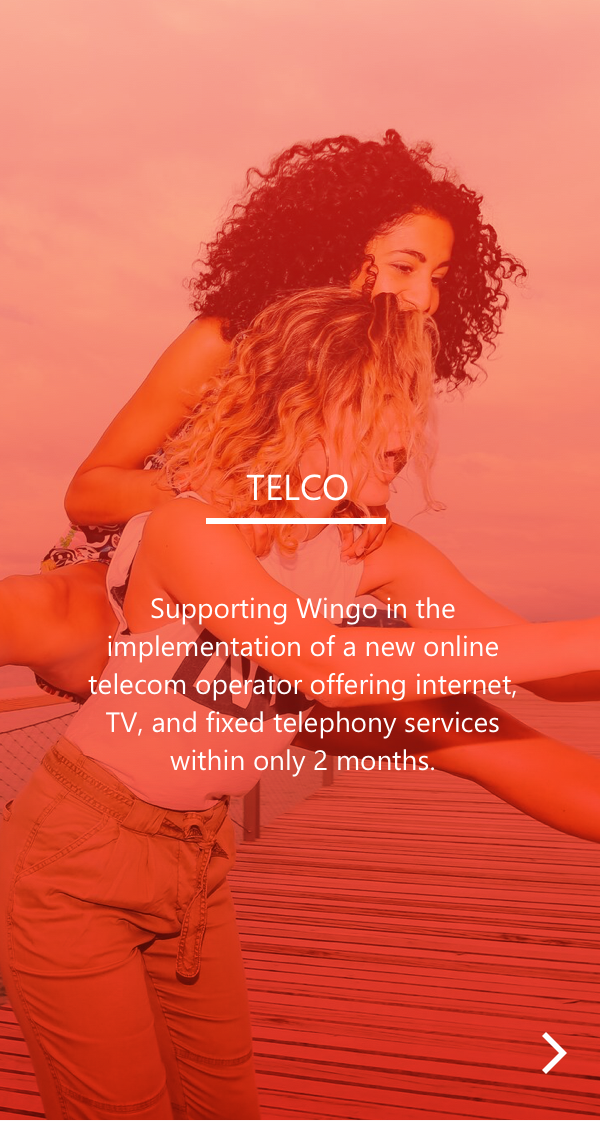 TELCO
Supporting Wingo in the
implementation of a new online
telecom operator offering internet,
TV, and fixed telephony services
within only 2 months.